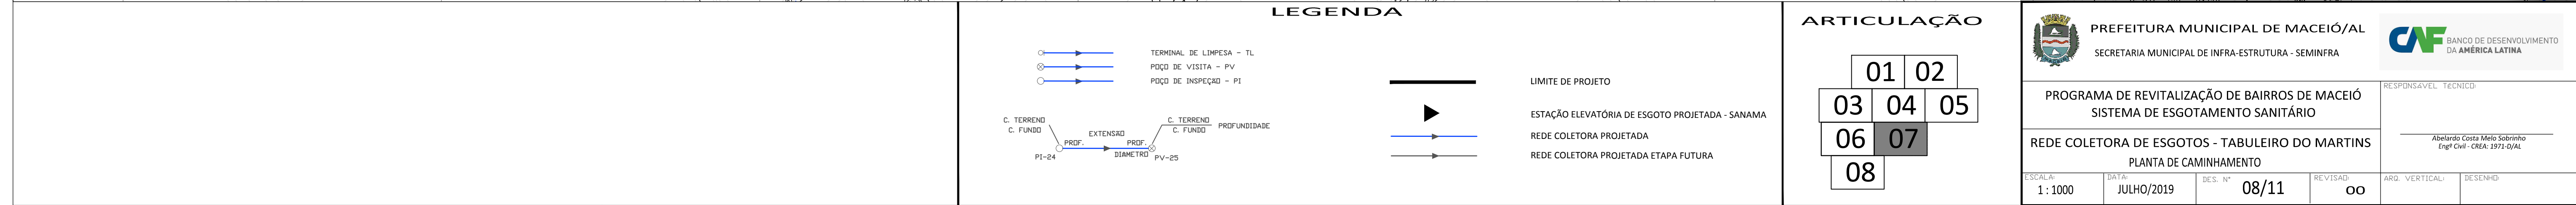 LEGENDA
TERMINAL DE LIMPESA - TL
POÇO DE VISITA - PV
POÇO DE INSPEÇÃO - PI
C. TERRENO
C. FUNDO
PROF.
EXTENSÃO
PROF.
DIAMETRO
PI-24
PV-25
C. TERRENO
C. FUNDO
PROFUNDIDADE
LIMITE DE PROJETO
ESTAÇÃO ELEVATÓRIA DE ESGOTO PROJETADA - SANAMA
REDE COLETORA PROJETADA
REDE COLETORA PROJETADA ETAPA FUTURA
ARTICULAÇÃO
01 02
03 04 05
06 07
08
PREFEITURA MUNICIPAL DE MACEIÓ/AL
SECRETARIA MUNICIPAL DE INFRA-ESTRUTURA - SEMINFRA
CAF
BANCO DE DESENVOLVIMENTO
DA AMÉRICA LATINA
PROGRAMA DE REVITALIZAÇÃO DE BAIRROS DE MACEIÓ
SISTEMA DE ESGOTAMENTO SANITÁRIO
RESPONSÁVEL TÉCNICO:
Abelardo Costa Melo Sobrinho
Engº Civil - CREA: 1971-D/AL
REDE COLETORA DE ESGOTOS - TABULEIRO DO MARTINS
PLANTA DE CAMINHAMENTO
ESCALA:
1 : 1000
DATA:
JULHO/2019
DES. N°
08/11
REVISAO:
00
ARQ. VERTICAL:
DESENHO: